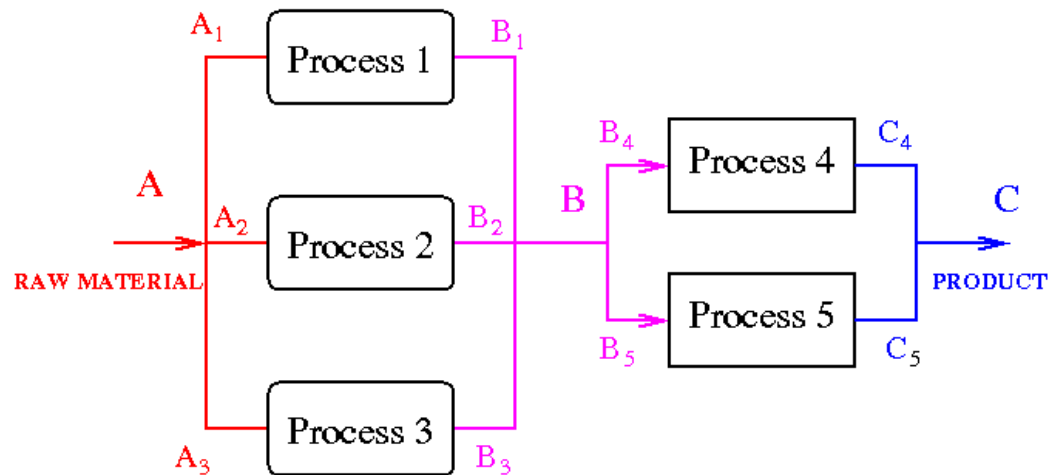 A₁
Process 1
B₁
B₄
Process 4
C₄
A
A₂
Process 2
B₂
B
C
RAW MATERIAL
PRODUCT
Process 5
B₅
C₅
A₃
Process 3
B₃